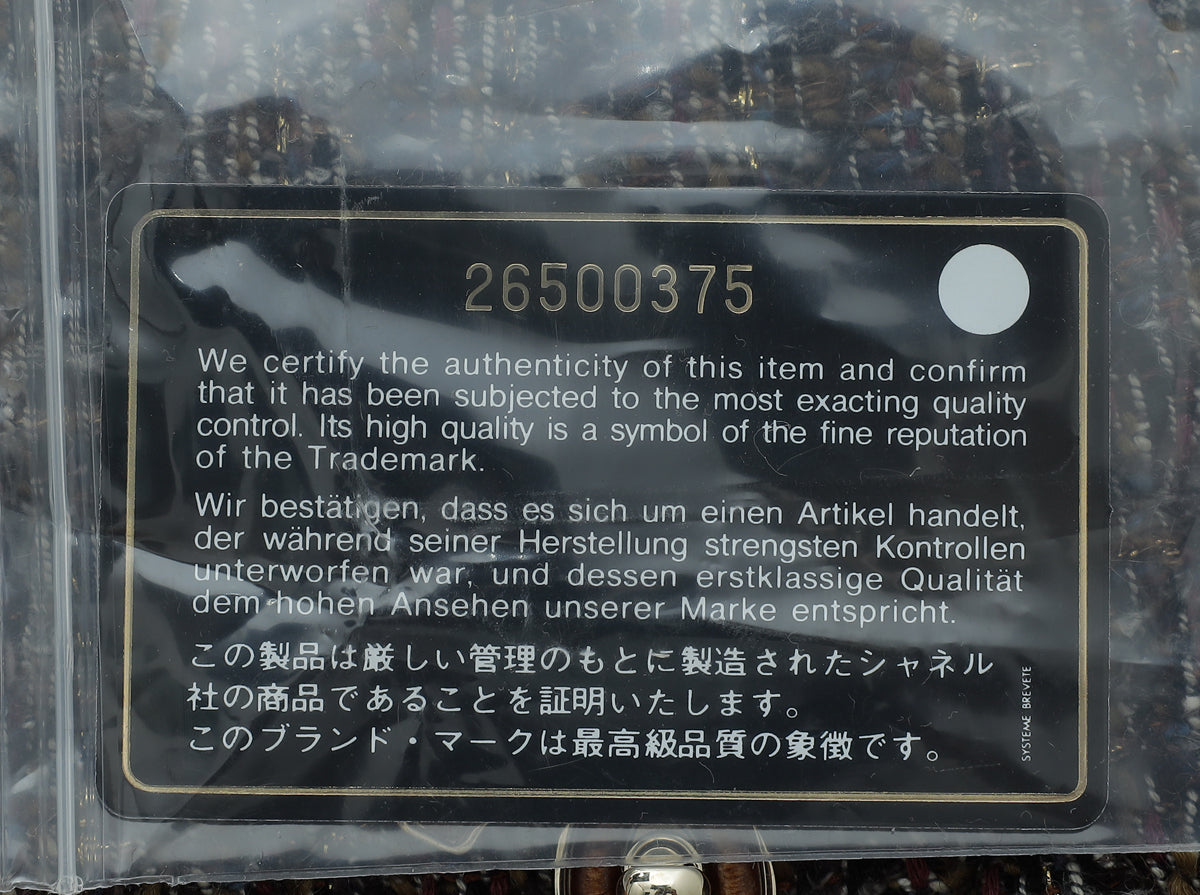 26500375
We certify the authenticity of this item and confirm
that it has been subjected to the most exacting quality
control. Its high quality is a symbol of the fine reputation
of the Trademark.
Wir bestätigen, dass es sich um einen Artikel handelt,
der während seiner Herstellung strengsten Kontrollen
unterworfen war, und dessen erstklassige Qualität
dem hohen Ansehen unserer Marke entspricht.
この製品は厳しい管理のもとに製造されたシャネル
社の商品であることを証明いたします。
このブランド・マークは最高級品質の象徴です。
SYSTEME BREVETE